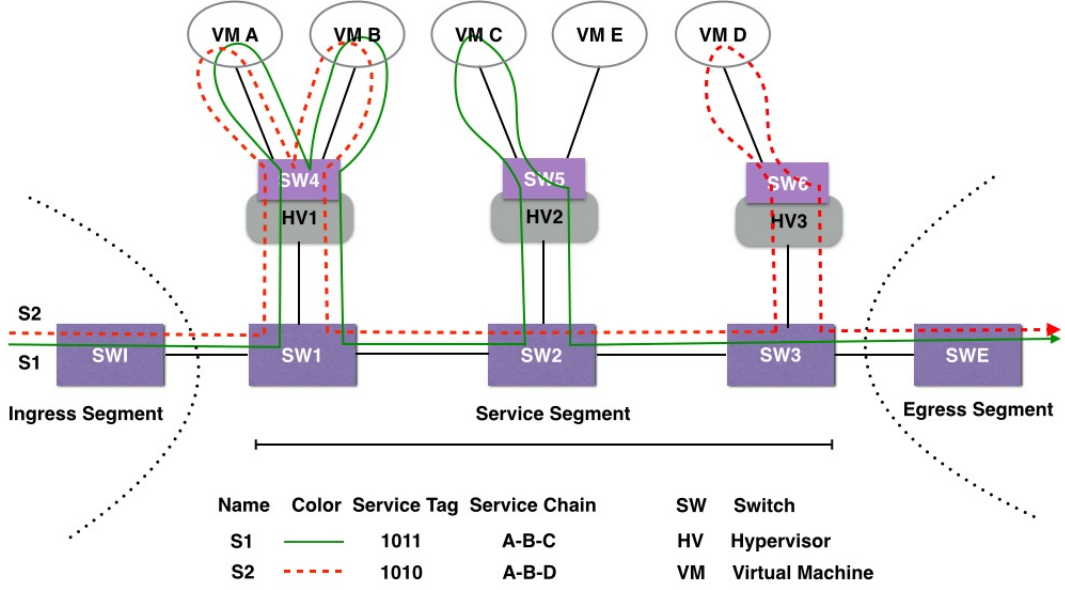 VM A VM B VM C VM E VM D
SW4 SW5 SW6
HV1 HV2 HV3
S2
SWI SW1 SW2 SW3 SWE
S1
Ingress Segment Service Segment Egress Segment
Name Color Service Tag Service Chain SW Switch
S1 1011 A-B-C HV Hypervisor
S2 1010 A-B-D VM Virtual Machine